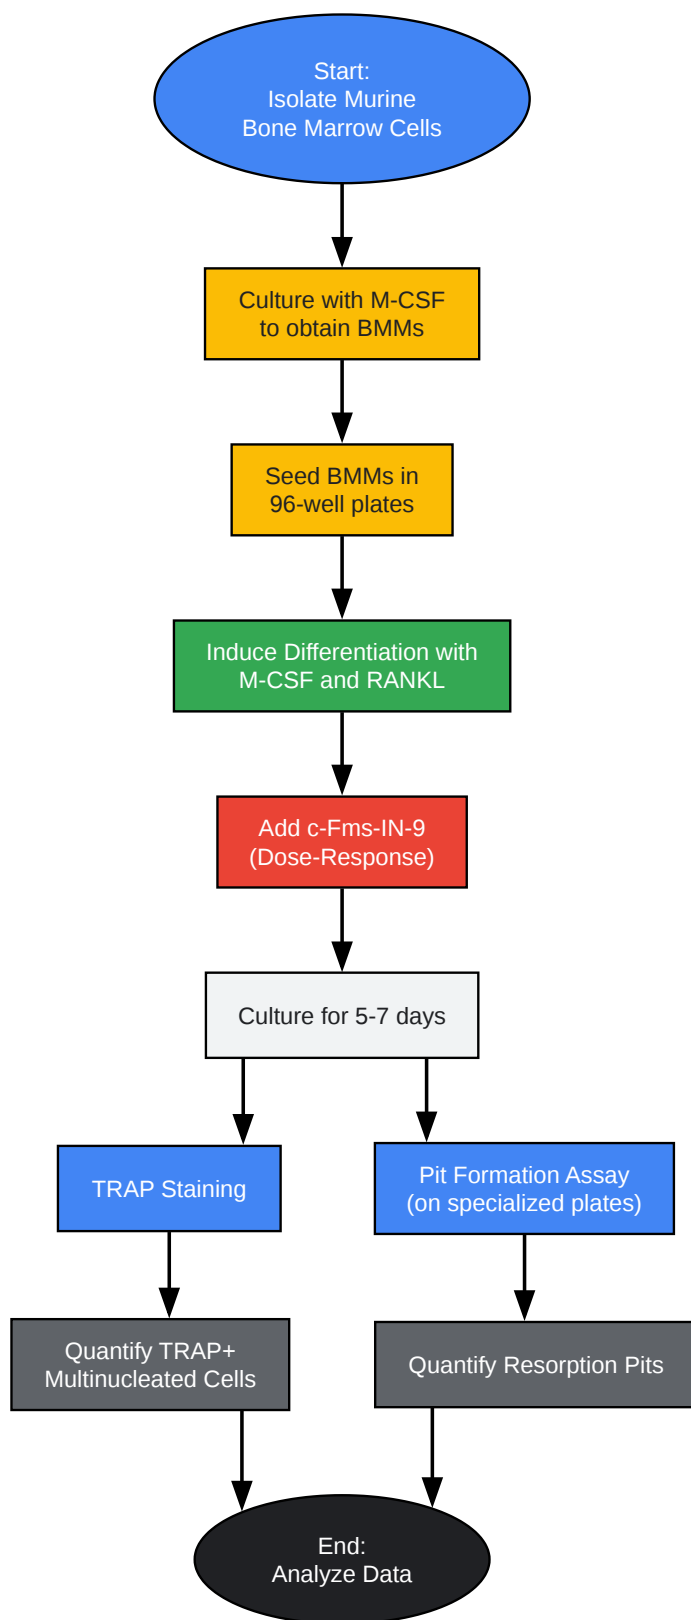 Start:
Isolate Murine
Bone Marrow Cells
Culture with M-CSF
to obtain BMMs
Seed BMMs in
96-well plates
Induce Differentiation with
M-CSF and RANKL
Add c-Fms-IN-9
(Dose-Response)
Culture for 5-7 days
TRAP Staining
Pit Formation Assay
(on specialized plates)
Quantify TRAP+
Multinucleated Cells
Quantify Resorption Pits
End:
Analyze Data